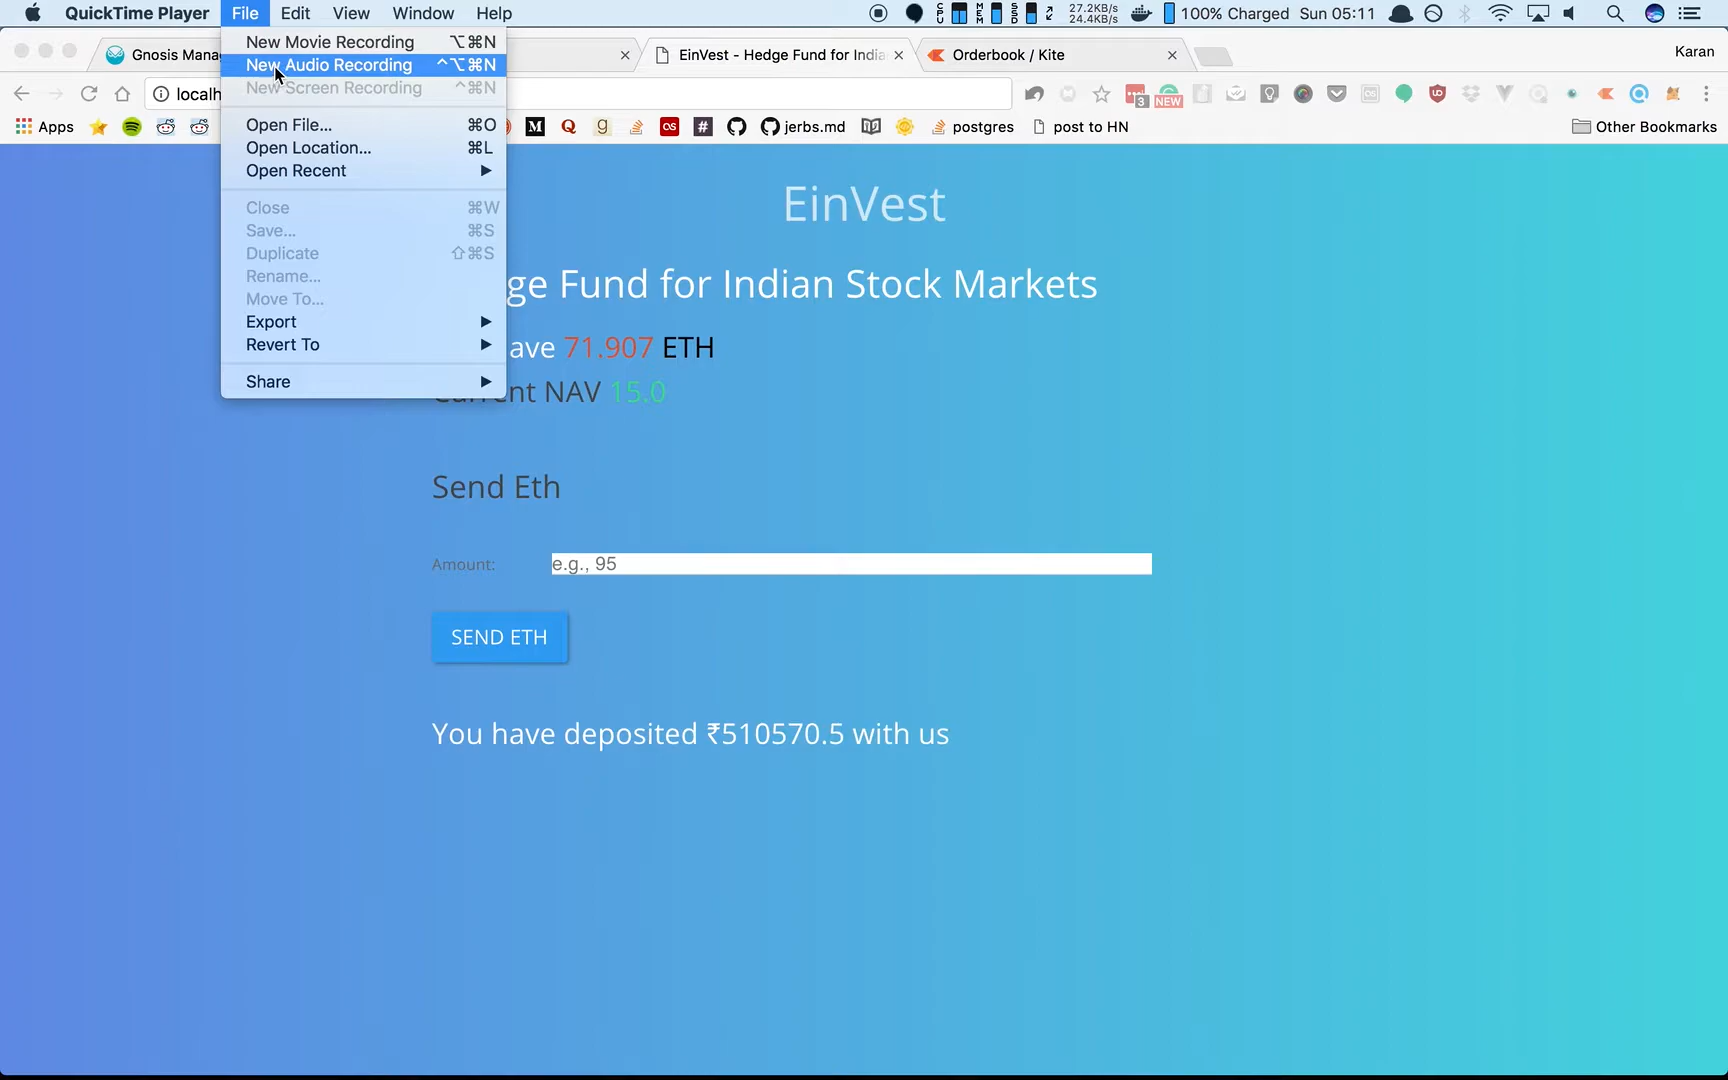 QuickTime Player File Edit View Window Help 27.2KB/s 24.4KB/s 100% Charged Sun 05:11
New Movie Recording ⌥⌘N
New Audio Recording ^⌥⌘N
New Screen Recording ^⌘N
Open File... ⌘O
Open Location... ⌘L
Open Recent ▶
Close ⌘W
Save... ⌘S
Duplicate ⇧⌘S
Rename...
Move To...
Export ▶
Revert To ▶
Share ▶
Gnosis Mana
EinVest - Hedge Fund for India
Orderbook / Kite
Karan
localh
3 NEW
Apps jerbs.md postgres post to HN Other Bookmarks
EinVest
ge Fund for Indian Stock Markets
ave 71.907 ETH
Current NAV 15.0
Send Eth
Amount: e.g., 95
SEND ETH
You have deposited ₹510570.5 with us